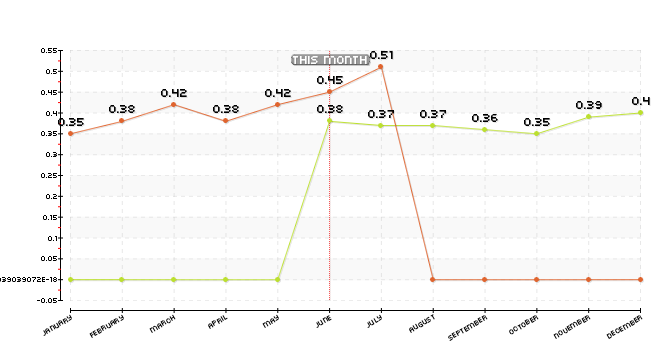 THIS MONTH
0.35
0.38
0.42
0.38
0.42
0.45
0.51
0.38
0.37
0.37
0.36
0.35
0.39
0.4
0.55
0.5
0.45
0.4
0.35
0.3
0.25
0.2
0.15
0.1
0.05
39039072E-18
-0.05
JANUARY
FEBRUARY
MARCH
APRIL
MAY
JUNE
JULY
AUGUST
SEPTEMBER
OCTOBER
NOVEMBER
DECEMBER